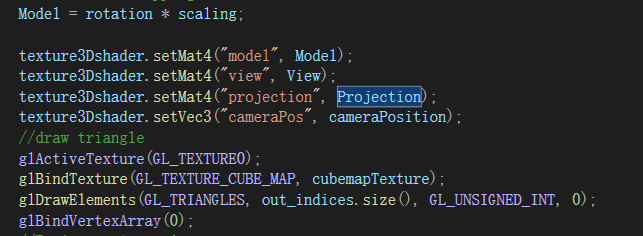 Model = rotation * scaling;
texture3Dshader.setMat4("model", Model);
texture3Dshader.setMat4("view", View);
texture3Dshader.setMat4("projection", Projection);
texture3Dshader.setVec3("cameraPos", cameraPosition);
//draw triangle
glActiveTexture(GL_TEXTURE0);
glBindTexture(GL_TEXTURE_CUBE_MAP, cubemapTexture);
glDrawElements(GL_TRIANGLES, out_indices.size(), GL_UNSIGNED_INT, 0);
glBindVertexArray(0);